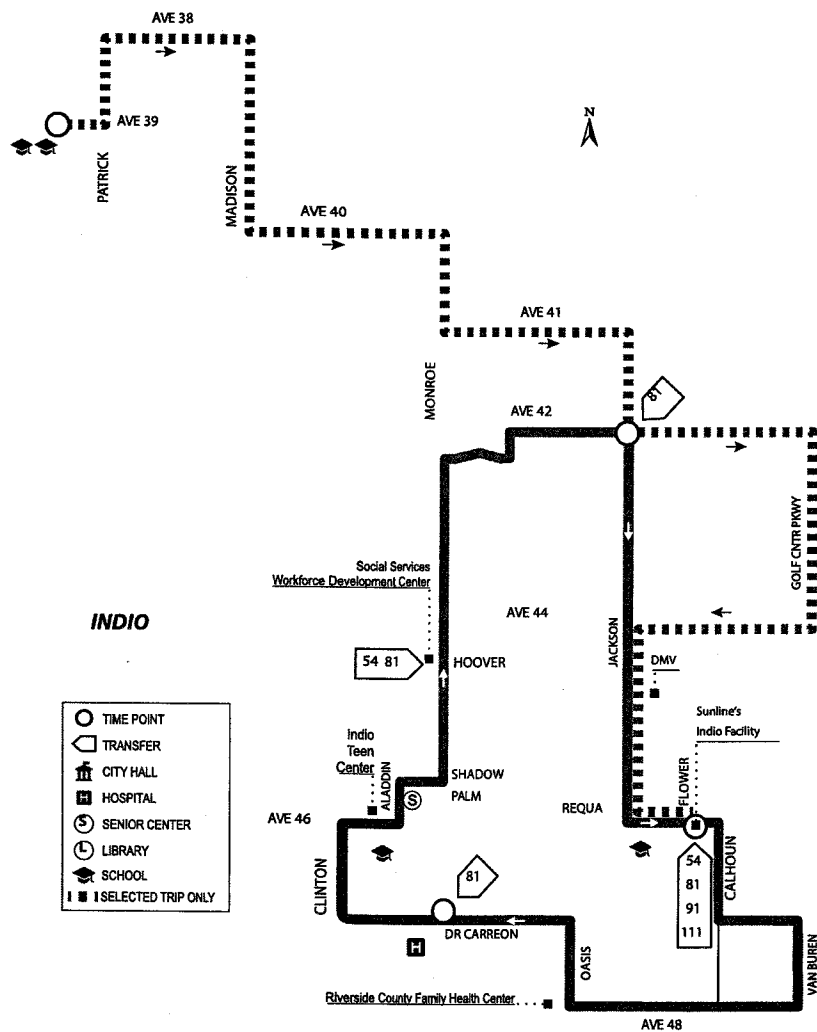 AVE 38
AVE 39
PATRICK
MADISON
N
AVE 40
AVE 41
MONROE
81
AVE 42
GOLF CNTR PKWY
Social Services
Workforce Development Center
INDIO
AVE 44
JACKSON
54 81
HOOVER
DMV
Sunline's
Indio Facility
TIME POINT
TRANSFER
CITY HALL
H HOSPITAL
S SENIOR CENTER
L LIBRARY
SCHOOL
SELECTED TRIP ONLY
Indio
Teen
Center
ALADDIN
SHADOW
PALM
S
AVE 46
REQUA
FLOWER
CLINTON
81
54
81
91
111
CALHOUN
DR CARREON
H
OASIS
VAN BUREN
Riverside County Family Health Center
AVE 48